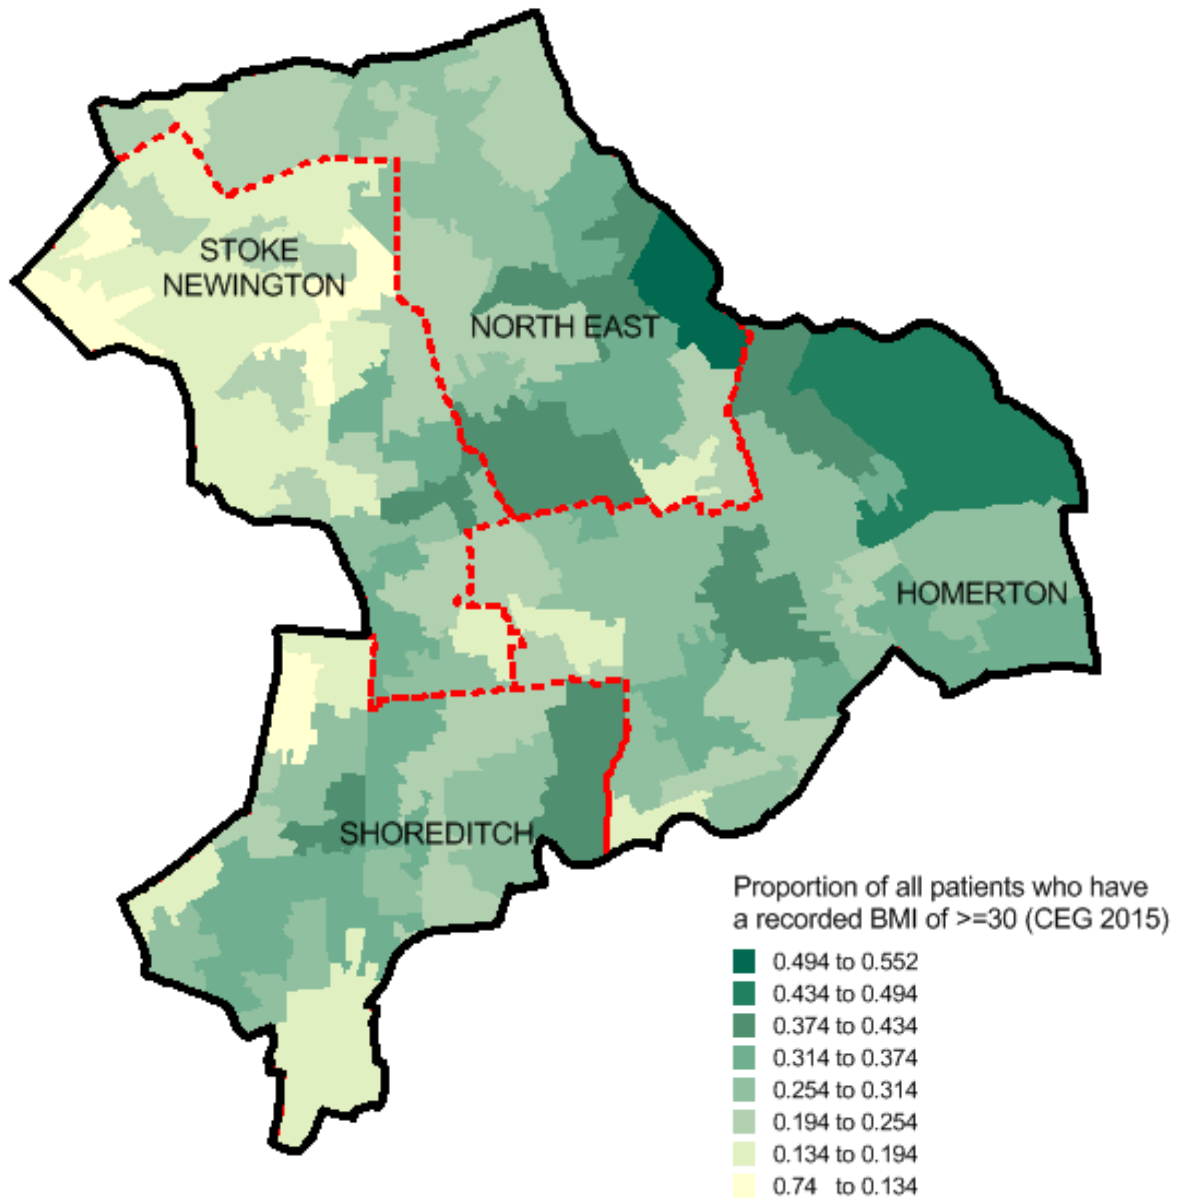 STOKE
NEWINGTON
NORTH EAST
HOMERTON
SHOREDITCH
Proportion of all patients who have
a recorded BMI of >=30 (CEG 2015)
0.494 to 0.552
0.434 to 0.494
0.374 to 0.434
0.314 to 0.374
0.254 to 0.314
0.194 to 0.254
0.134 to 0.194
0.74 to 0.134